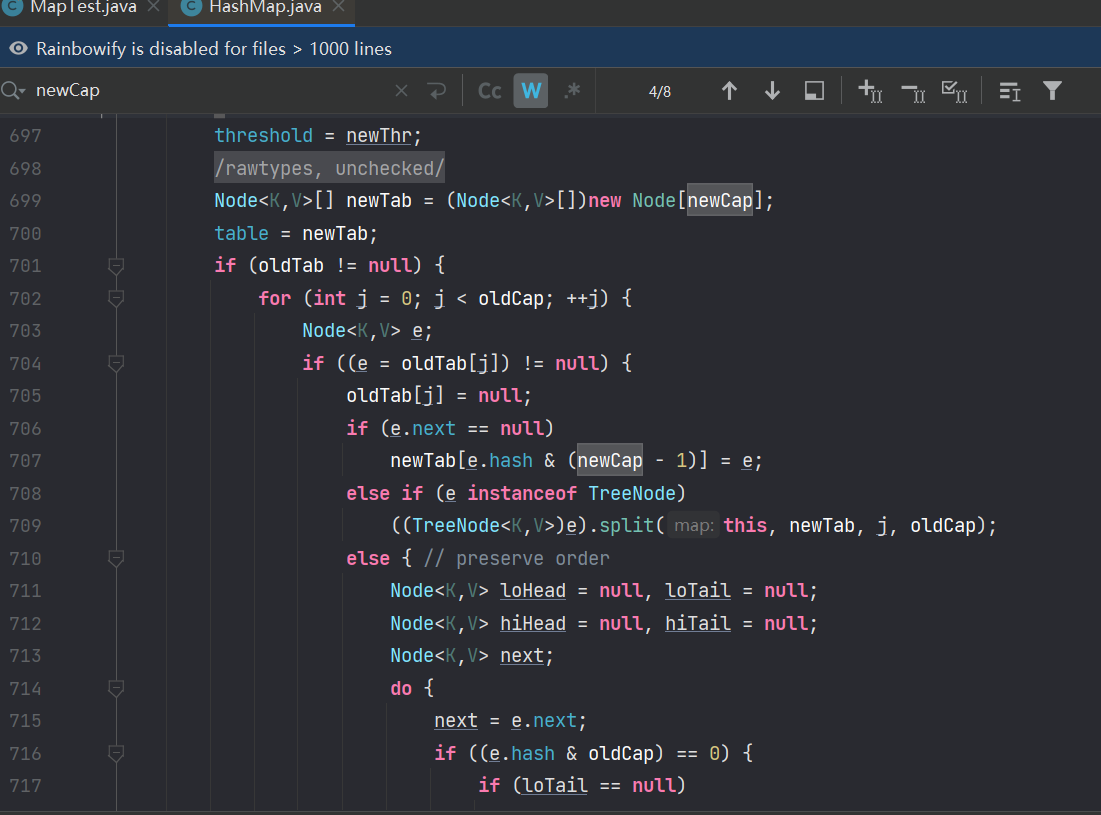 MapTest.java HashMap.java
Rainbowify is disabled for files > 1000 lines
newCap Cc W .* 4/8
697 threshold = newThr;
698 /rawtypes, unchecked/
699 Node<K,V>[] newTab = (Node<K,V>[])new Node[newCap];
700 table = newTab;
701 if (oldTab != null) {
702 for (int j = 0; j < oldCap; ++j) {
703 Node<K,V> e;
704 if ((e = oldTab[j]) != null) {
705 oldTab[j] = null;
706 if (e.next == null)
707 newTab[e.hash & (newCap - 1)] = e;
708 else if (e instanceof TreeNode)
709 ((TreeNode<K,V>)e).split( map: this, newTab, j, oldCap);
710 else { // preserve order
711 Node<K,V> loHead = null, loTail = null;
712 Node<K,V> hiHead = null, hiTail = null;
713 Node<K,V> next;
714 do {
715 next = e.next;
716 if ((e.hash & oldCap) == 0) {
717 if (loTail == null)